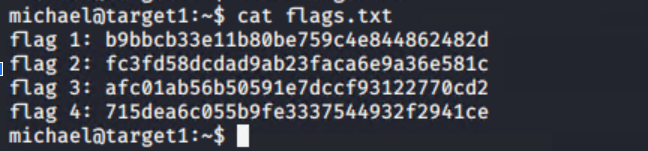 michael@target1:~$ cat flags.txt
flag 1: b9bbcb33e11b80be759c4e844862482d
flag 2: fc3fd58dcdad9ab23faca6e9a36e581c
flag 3: afc01ab56b50591e7dccf93122770cd2
flag 4: 715dea6c055b9fe3337544932f2941ce
michael@target1:~$